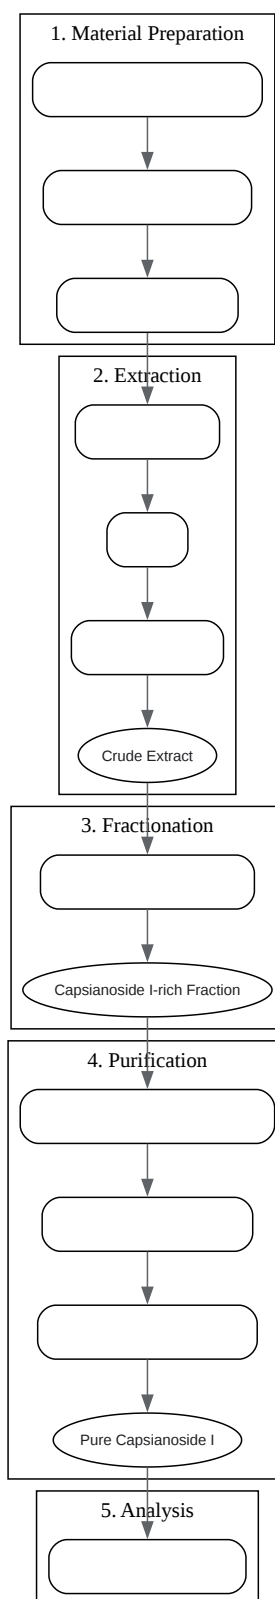 1. Material Preparation
2. Extraction
Crude Extract
3. Fractionation
Capsianoside I-rich Fraction
4. Purification
Pure Capsianoside I
5. Analysis